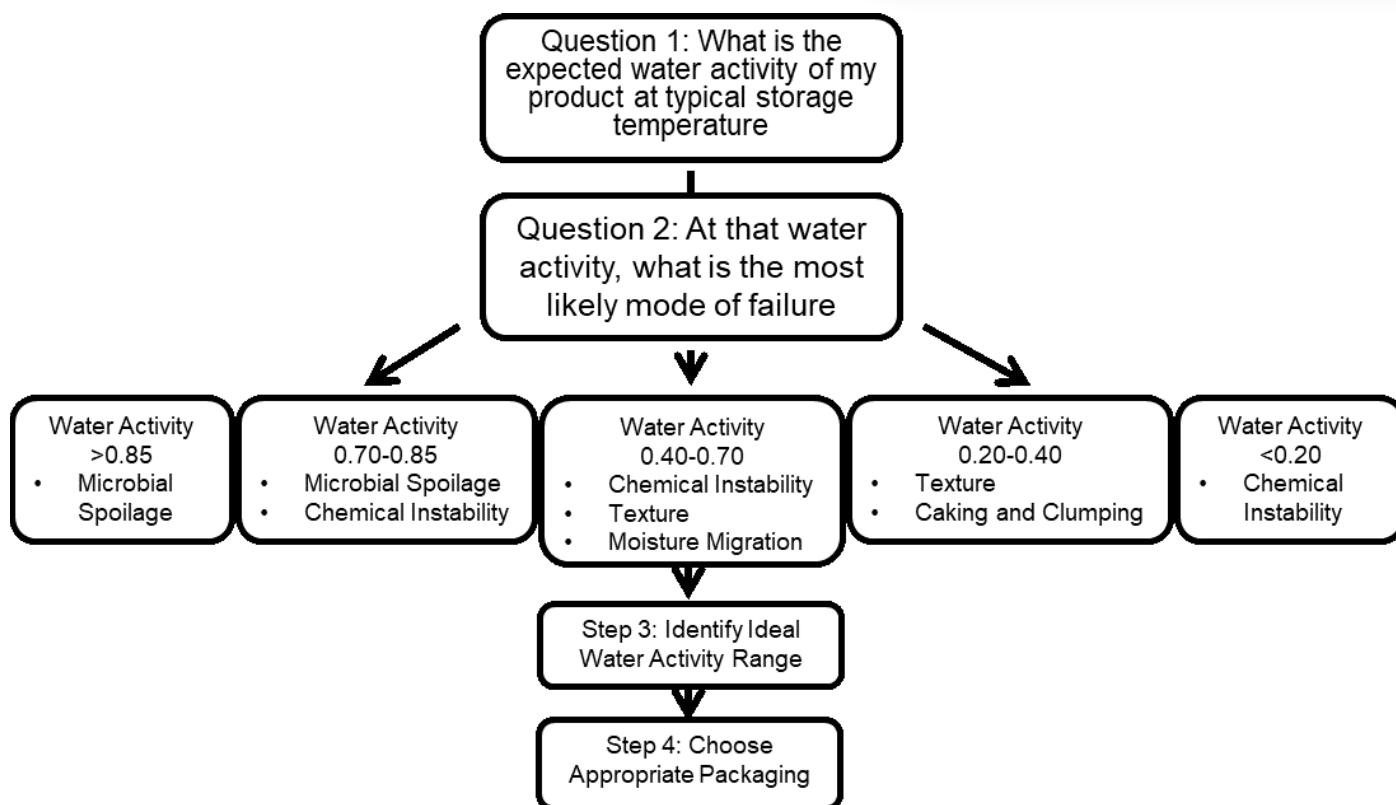 Question 1: What is the
expected water activity of my
product at typical storage
temperature
Question 2: At that water
activity, what is the most
likely mode of failure
Water Activity
>0.85
• Microbial
Spoilage
Water Activity
0.70-0.85
• Microbial Spoilage
• Chemical Instability
Water Activity
0.40-0.70
• Chemical Instability
• Texture
• Moisture Migration
Water Activity
0.20-0.40
• Texture
• Caking and Clumping
Water Activity
<0.20
• Chemical
Instability
Step 3: Identify Ideal
Water Activity Range
Step 4: Choose
Appropriate Packaging